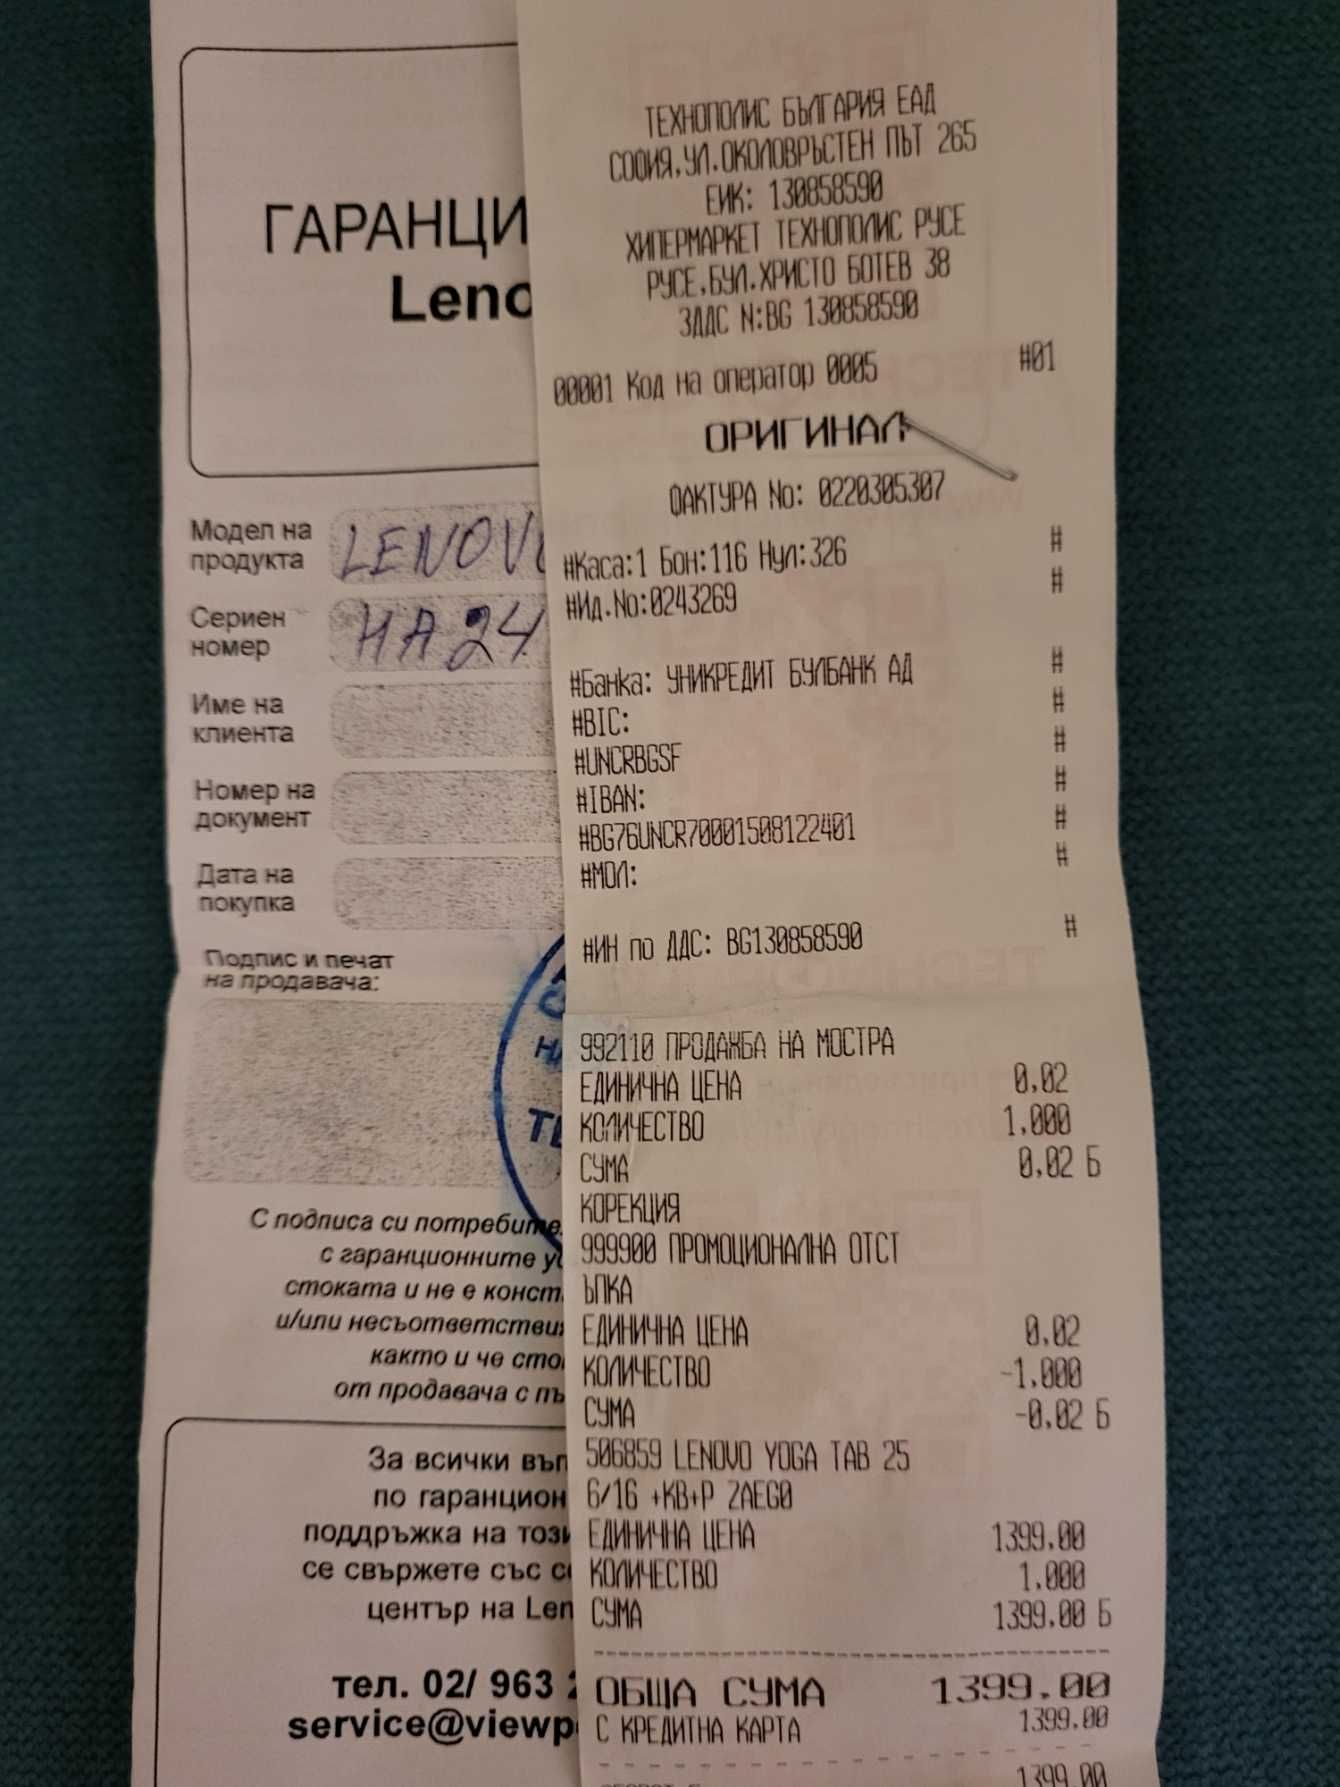 ГАРАНЦИ
Leno
Модел на
продукта
LENOV
Сериен
номер
HA24
Име на
клиента
Номер на
документ
Дата на
покупка
Подпис и печат
на продавача:
С подписа си потребите
с гаранционните
стоката и не е конст
и/или несъответстви
както и че сто
от продавача с пъ
За всички въп
по гаранцион
поддръжка на този
се свържете със
център на Len
тел. 02/ 963
service@viewp
ТЕХНОПОЛИС БЪЛГАРИЯ ЕАД
СОФИЯ,УЛ.ОКОЛОВРЪСТЕН ПЪТ 265
ЕИК: 130858590
ХИПЕРМАРКЕТ ТЕХНОПОЛИС РУСЕ
РУСЕ,БУЛ.ХРИСТО БОТЕВ 38
ЗДДС N:BG 130858590
00001 Код на оператор 0005 #01
ОРИГИНАЛ
ФАКТУРА No: 0220305307
#Каса:1 Бон:116 Нул:326 #
#Ид.No:0243269 #
#Банка: УНИКРЕДИТ БУЛБАНК АД #
#BIC: #
#UNCRBGSF #
#IBAN: #
#BG76UNCR70001508122401 #
#МОЛ: #
#ИН по ДДС: BG130858590 #
992110 ПРОДАЖБА НА МОСТРА
ЕДИНИЧНА ЦЕНА 0.02
КОЛИЧЕСТВО 1.000
СУМА 0.02 Б
КОРЕКЦИЯ
999900 ПРОМОЦИОНАЛНА ОТСТ
ЪПКА
ЕДИНИЧНА ЦЕНА 0.02
КОЛИЧЕСТВО -1.000
СУМА -0.02 Б
506859 LENOVO YOGA TAB 25
6/16 +KB+P ZAEG0
ЕДИНИЧНА ЦЕНА 1399.00
КОЛИЧЕСТВО 1.000
СУМА 1399.00 Б
ОБЩА СУМА 1399.00
С КРЕДИТНА КАРТА 1399.00
1399.00